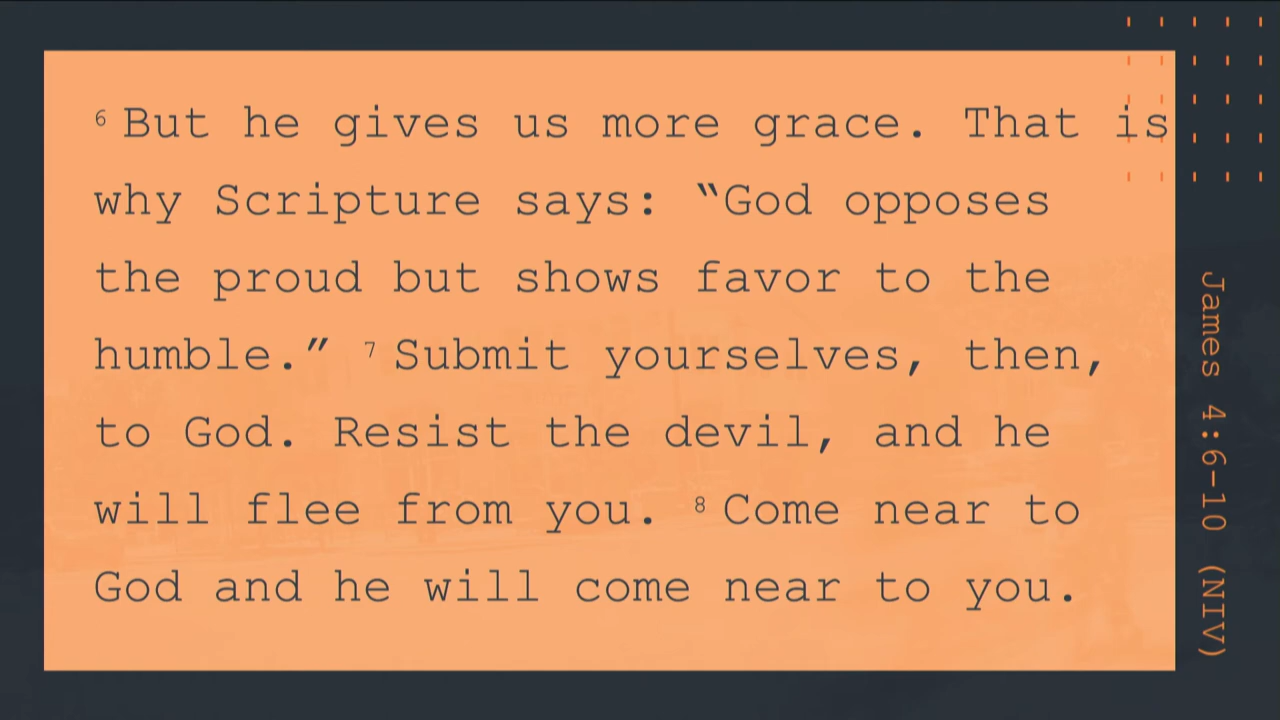 6 But he gives us more grace. That is
why Scripture says: “God opposes
the proud but shows favor to the
humble.” 7 Submit yourselves, then,
to God. Resist the devil, and he
will flee from you. 8 Come near to
God and he will come near to you.
James 4:6-10 (NIV)